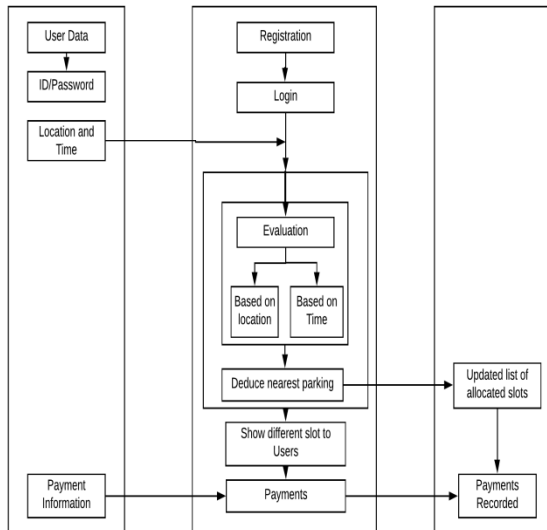 User Data
ID/Password
Location and
Time
Payment
Information
Registration
Login
Evaluation
Based on
location
Based on
Time
Deduce nearest parking
Show different slot to
Users
Payments
Updated list of
allocated slots
Payments
Recorded